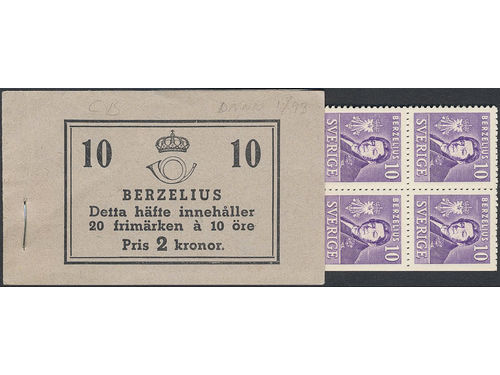 CB
10 10
BERZELIUS
Detta häfte innehåller
20 frimärken à 10 öre
Pris 2 kronor.
BERZELIUS 10 SVERIGE
BERZELIUS 10 SVERIGE
BERZELIUS 10 SVERIGE
BERZELIUS 10 SVERIGE